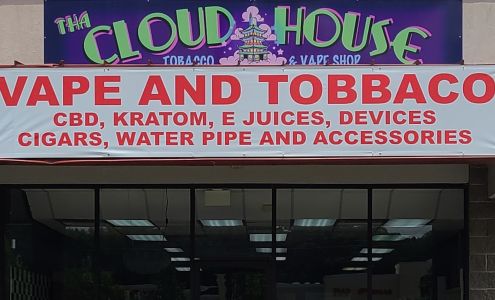 THA
CLOUD HOUSE
TOBACCO & VAPE SHOP
VAPE AND TOBBACO
CBD, KRATOM, E JUICES, DEVICES
CIGARS, WATER PIPE AND ACCESSORIES